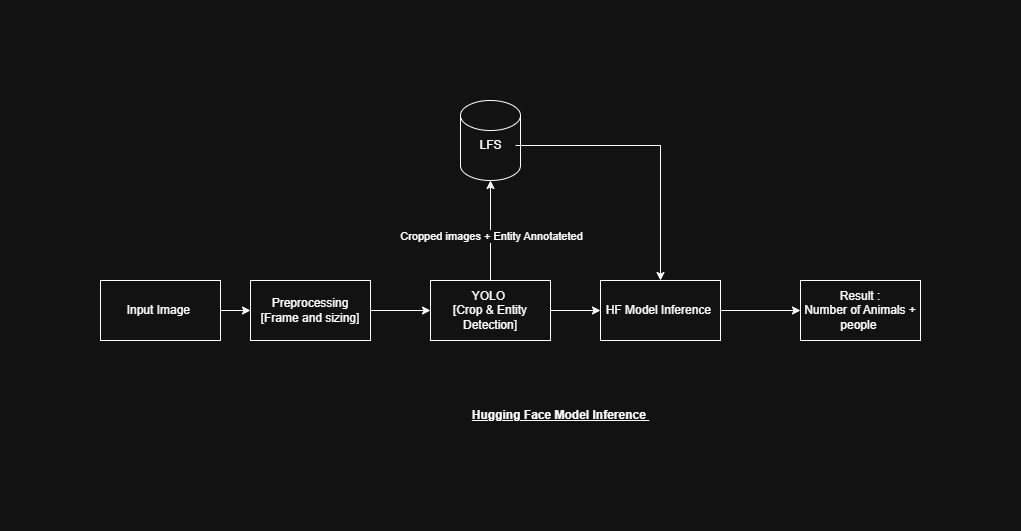 LFS
Cropped images + Entity Annotateted
Input Image
Preprocessing
[Frame and sizing]
YOLO
[Crop & Entity
Detection]
HF Model Inference
Result :
Number of Animals +
people
Hugging Face Model Inference